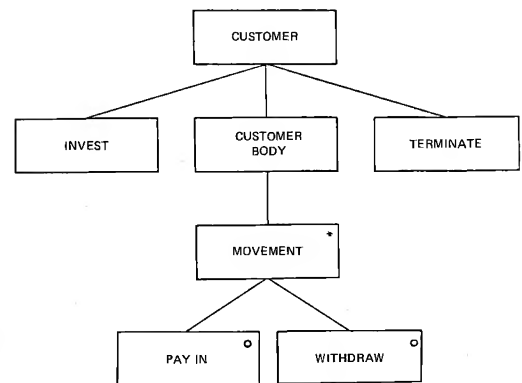 CUSTOMER
INVEST
CUSTOMER
BODY
TERMINATE
MOVEMENT
*
PAY IN
O
WITHDRAW
O